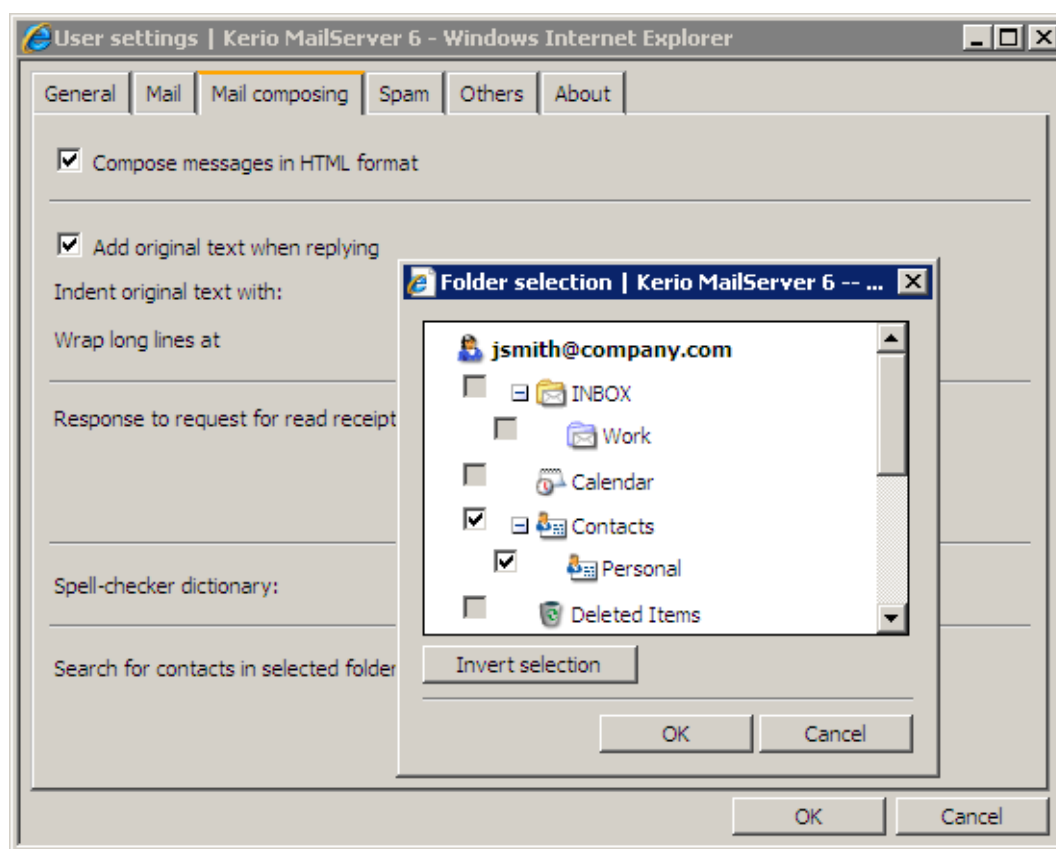 User settings | Kerio MailServer 6 - Windows Internet Explorer
General Mail Mail composing Spam Others About
Compose messages in HTML format
Add original text when replying
Indent original text with:
Wrap long lines at
Response to request for read receipt
Spell-checker dictionary:
Search for contacts in selected folder
Folder selection | Kerio MailServer 6 -- ...
jsmith@company.com
INBOX
Work
Calendar
Contacts
Personal
Deleted Items
Invert selection
OK Cancel
OK Cancel